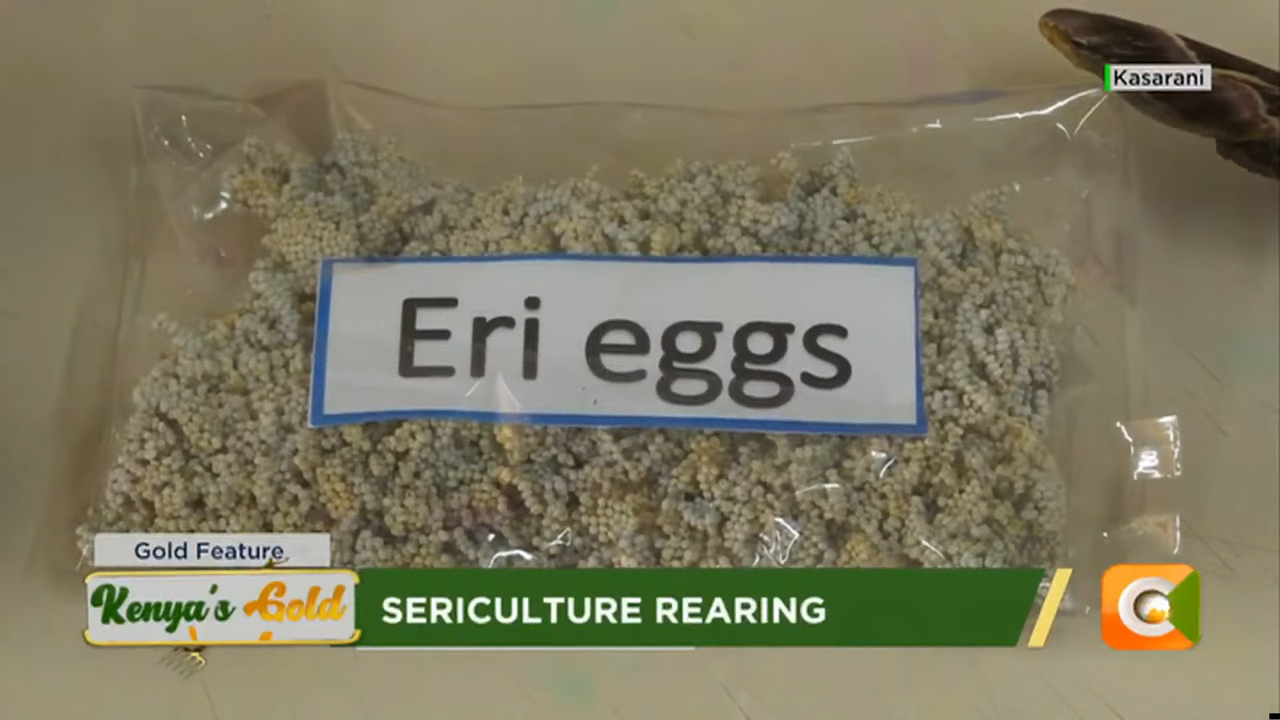 Kasarani
Eri eggs
Gold Feature
Kenya's Gold
SERICULTURE REARING